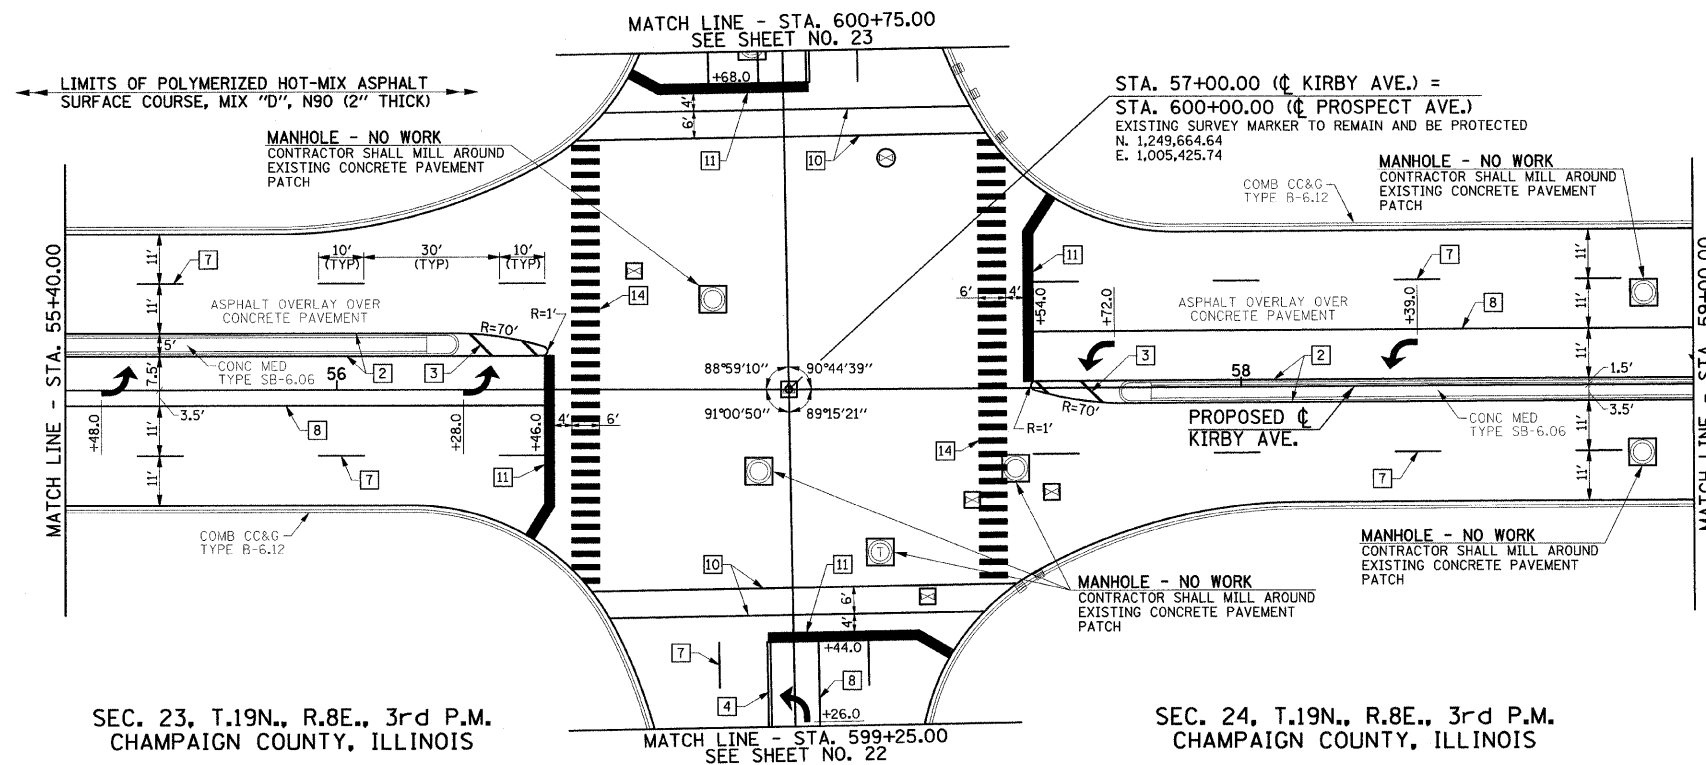 MATCH LINE - STA. 600+75.00
SEE SHEET NO. 23
LIMITS OF POLYMERIZED HOT-MIX ASPHALT
SURFACE COURSE, MIX "D", N90 (2" THICK)
MANHOLE - NO WORK
CONTRACTOR SHALL MILL AROUND
EXISTING CONCRETE PAVEMENT
PATCH
+68.0
4'
6'
11
10
STA. 57+00.00 (℄ KIRBY AVE.) =
STA. 600+00.00 (℄ PROSPECT AVE.)
EXISTING SURVEY MARKER TO REMAIN AND BE PROTECTED
N. 1,249,664.64
E. 1,005,425.74
MANHOLE - NO WORK
CONTRACTOR SHALL MILL AROUND
EXISTING CONCRETE PAVEMENT
PATCH
COMB CC&G
TYPE B-6.12
MATCH LINE - STA. 55+40.00
11'
11'
7
10'
(TYP)
30'
(TYP)
10'
(TYP)
ASPHALT OVERLAY OVER
CONCRETE PAVEMENT
14
R=1'
R=70'
5'
CONC MED
TYPE SB-6.06
2
3
56
7.5'
3.5'
+48.0
8
+28.0
+46.0
4'
6'
11'
11'
7
11
COMB CC&G
TYPE B-6.12
88°59'10"
90°44'39"
91°00'50"
89°15'21"
6'
4'
11
+54.0
+72.0
3
ASPHALT OVERLAY OVER
CONCRETE PAVEMENT
7
+39.0
8
11'
11'
11'
58
2
1.5'
3.5'
R=70'
R=1'
PROPOSED ℄
KIRBY AVE.
CONC MED
TYPE SB-6.06
14
7
11'
11'
MATCH LINE - STA. 59+00.00
MANHOLE - NO WORK
CONTRACTOR SHALL MILL AROUND
EXISTING CONCRETE PAVEMENT
PATCH
T
10
11
6'
4'
MANHOLE - NO WORK
CONTRACTOR SHALL MILL AROUND
EXISTING CONCRETE PAVEMENT
PATCH
+44.0
7
8
4
+26.0
SEC. 23, T.19N., R.8E., 3rd P.M.
CHAMPAIGN COUNTY, ILLINOIS
MATCH LINE - STA. 599+25.00
SEE SHEET NO. 22
SEC. 24, T.19N., R.8E., 3rd P.M.
CHAMPAIGN COUNTY, ILLINOIS